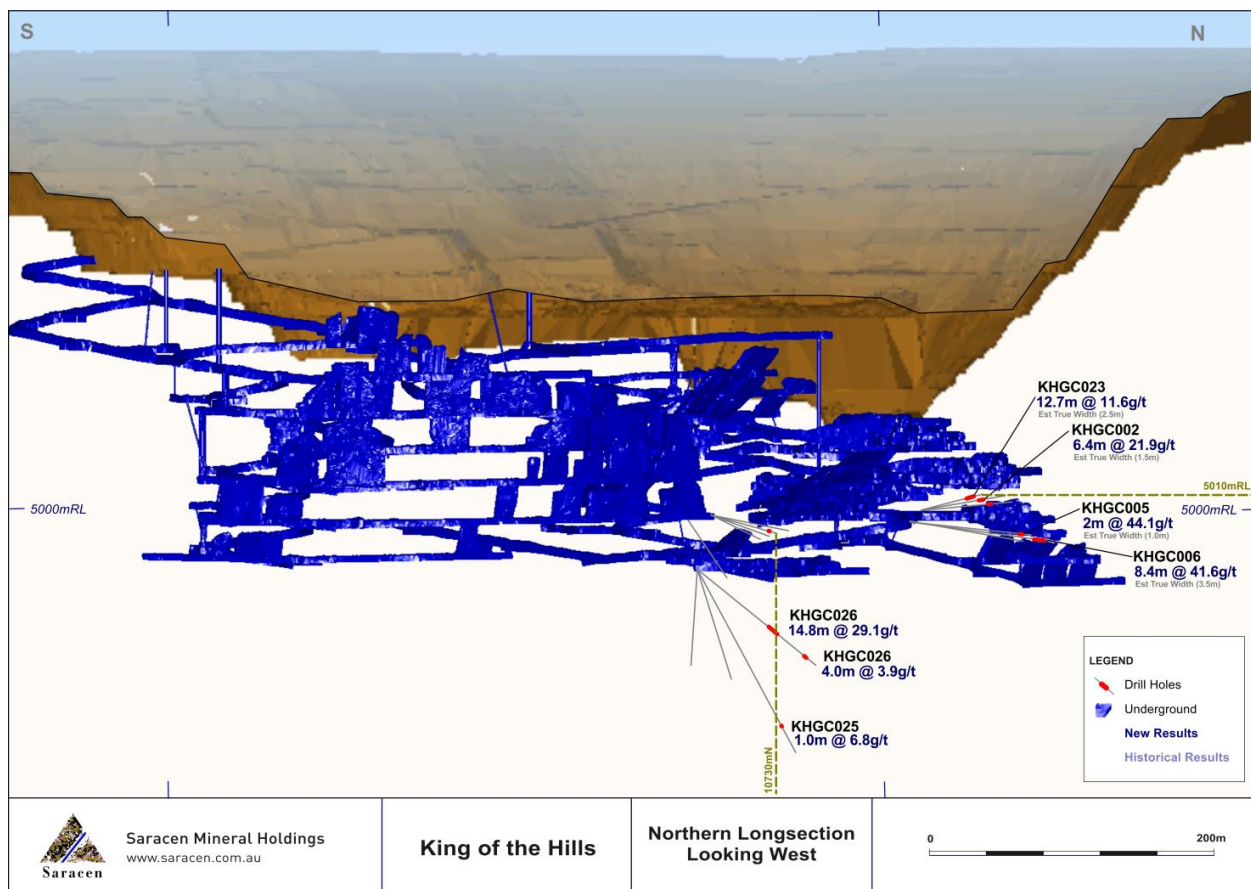 S
N
KHGC023
12.7m @ 11.6g/t
Est True Width (2.5m)
KHGC002
6.4m @ 21.9g/t
Est True Width (1.5m)
5010mRL
5000mRL
5000mRL
KHGC005
2m @ 44.1g/t
Est True Width (1.0m)
KHGC006
8.4m @ 41.6g/t
Est True Width (3.5m)
KHGC026
14.8m @ 29.1g/t
KHGC026
4.0m @ 3.9g/t
KHGC025
1.0m @ 6.8g/t
10730mN
LEGEND
Drill Holes
Underground
New Results
Historical Results
Saracen
Saracen Mineral Holdings
www.saracen.com.au
King of the Hills
Northern Longsection
Looking West
0
200m